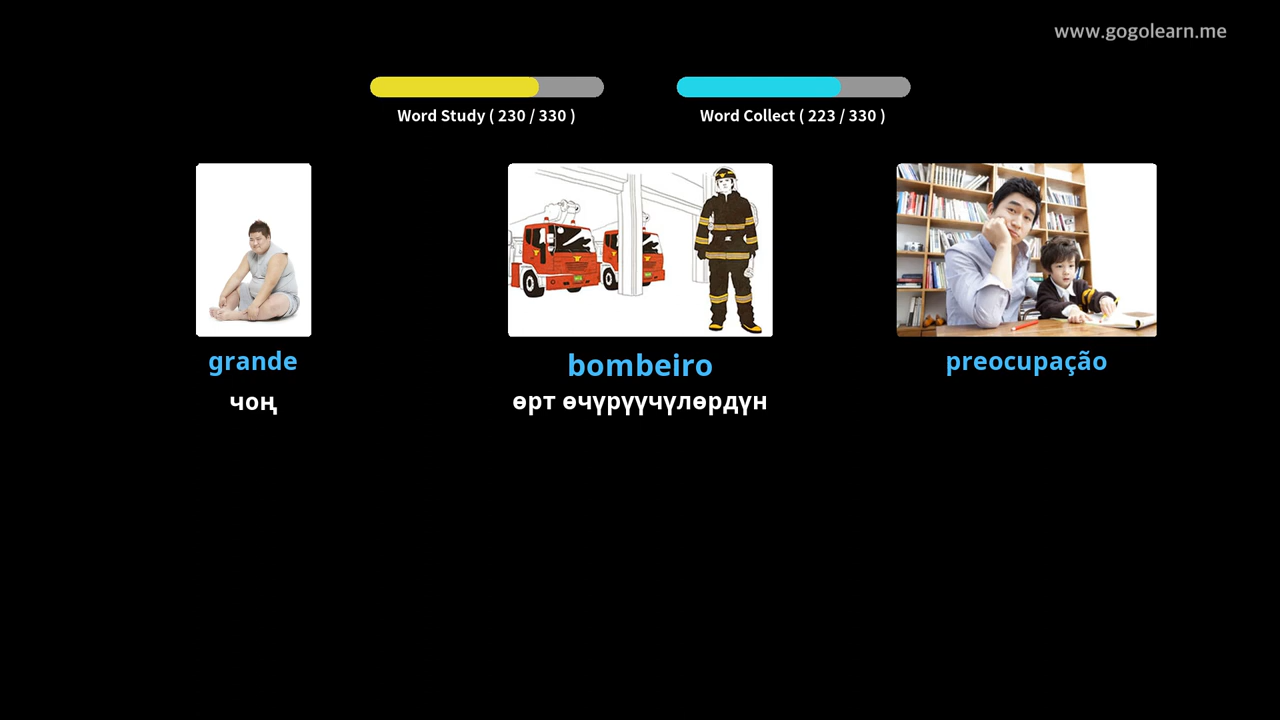 www.gogolearn.me
Word Study ( 230 / 330 )
Word Collect ( 223 / 330 )
grande
bombeiro
preocupação
чоң
өрт өчүрүүчүлөрдүн